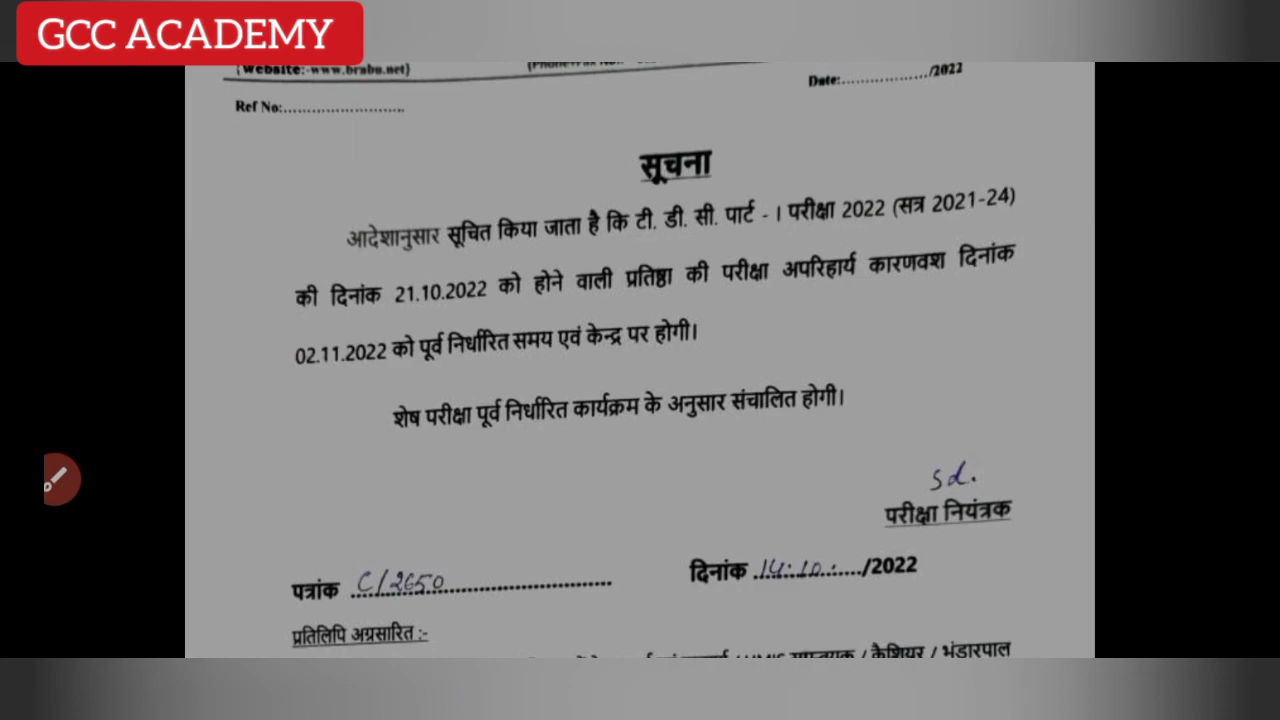 GCC ACADEMY
(Website:-www.brabu.net)
Date:................../2022
Ref No:.........................
सूचना
आदेशानुसार सूचित किया जाता है कि टी. डी. सी. पार्ट - I परीक्षा 2022 (सत्र 2021-24)
की दिनांक 21.10.2022 को होने वाली प्रतिष्ठा की परीक्षा अपरिहार्य कारणवश दिनांक
02.11.2022 को पूर्व निर्धारित समय एवं केन्द्र पर होगी।
शेष परीक्षा पूर्व निर्धारित कार्यक्रम के अनुसार संचालित होगी।
sd.
परीक्षा नियंत्रक
पत्रांक C/2650 दिनांक 14.10./2022
प्रतिलिपि अग्रसारित :-
/ कैशियर / भंडारपाल